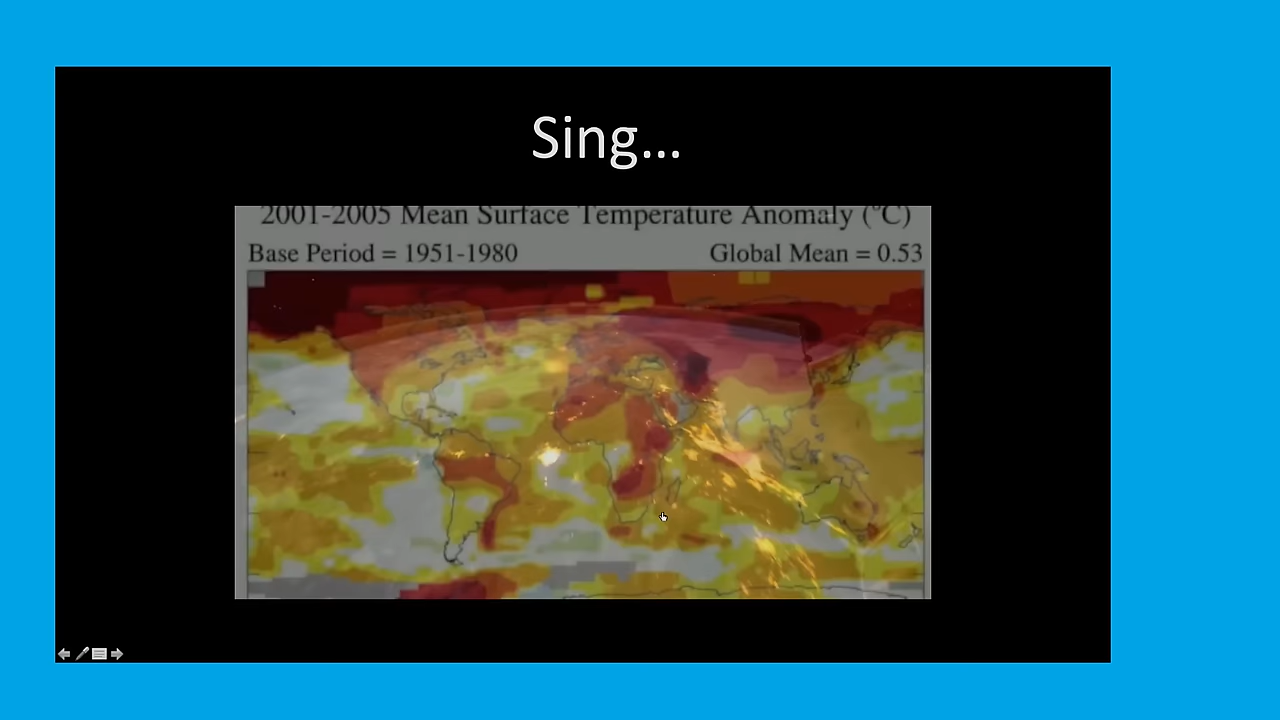 Sing...
2001-2005 Mean Surface Temperature Anomaly (°C)
Base Period = 1951-1980
Global Mean = 0.53